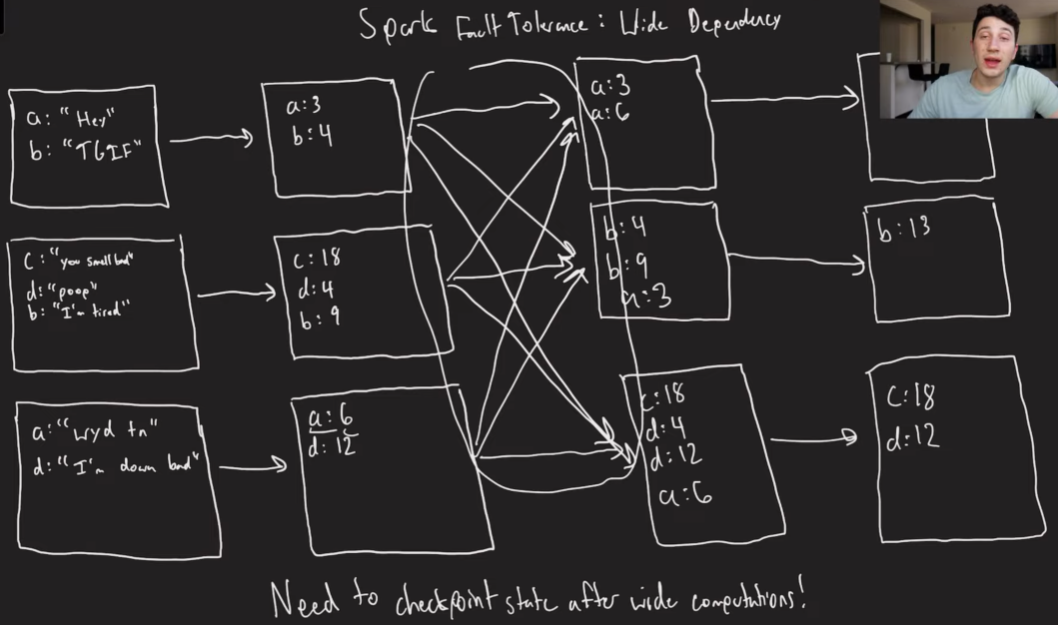 Spark Fault Tolerance: Wide Dependency
a: "Hey"
b: "TGIF"
a:3
b:4
a:3
a:6
c: "you smell bad"
d: "poop"
b: "I'm tired"
c:18
d:4
b:9
b:4
b:9
a:3
b:13
a: "wyd tn"
d: "I'm down bad"
a:6
d:12
c:18
d:4
d:12
a:6
c:18
d:12
Need to checkpoint state after wide computations!